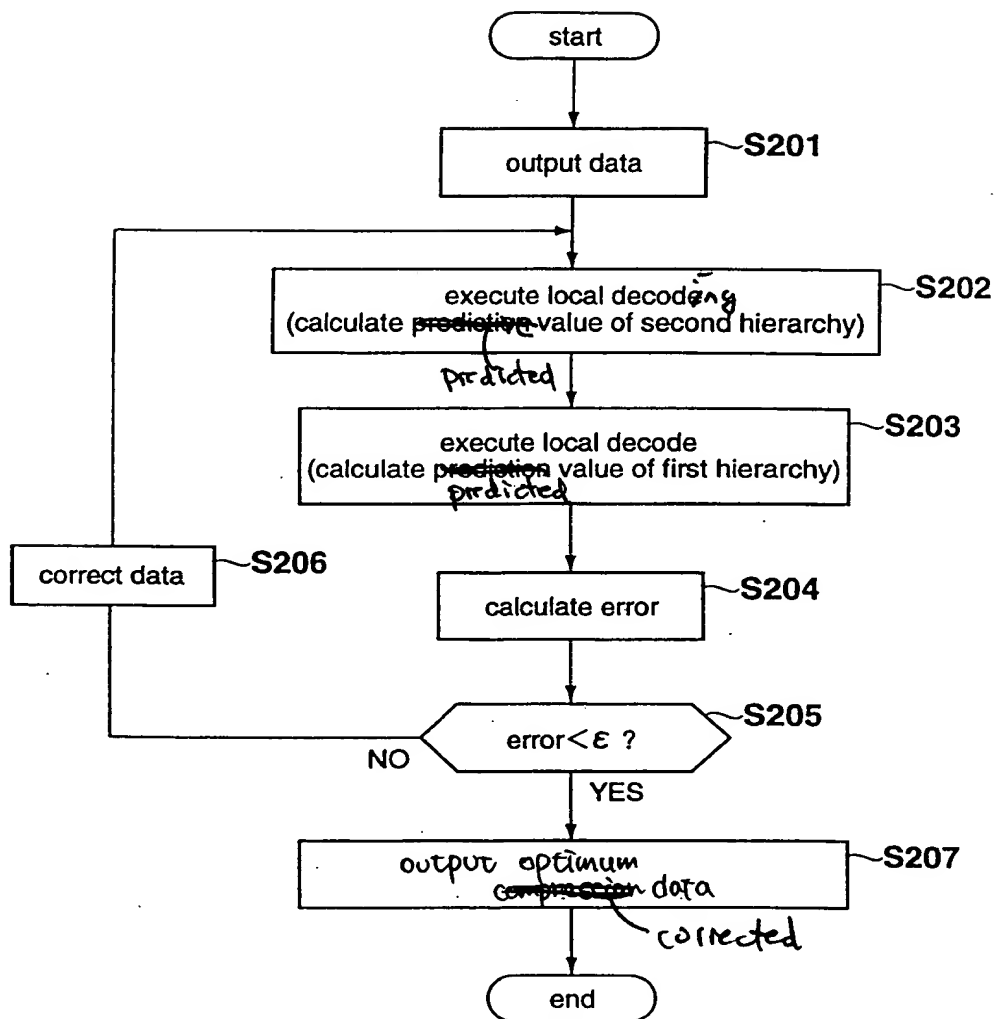 start
output data
S201
execute local decodeing
(calculate prediction value of second hierarchy)
predicted
S202
execute local decode
(calculate prediction value of first hierarchy)
predicted
S203
correct data
S206
calculate error
S204
error<ε ?
S205
NO
YES
output optimum
compression data
corrected
S207
end